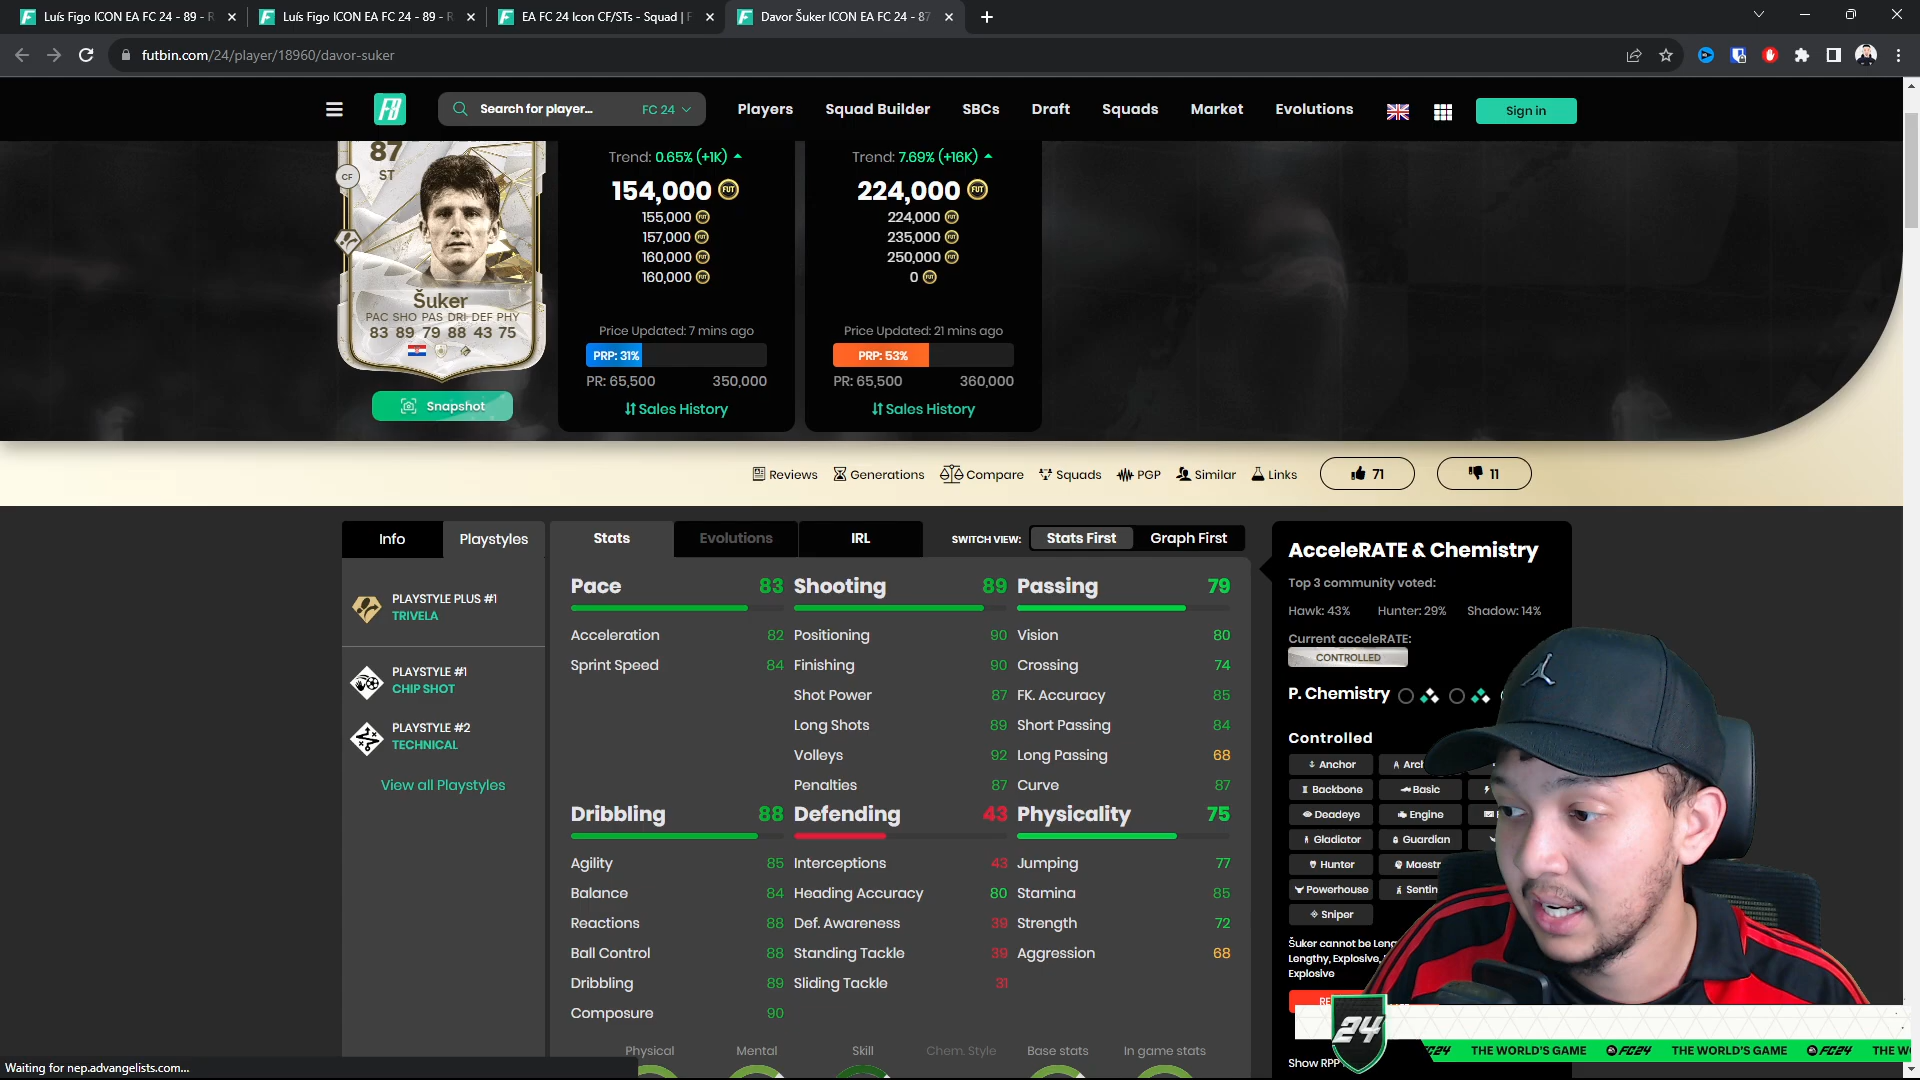 Luís Figo ICON EA FC 24 - 89 - R
Luís Figo ICON EA FC 24 - 89 - R
EA FC 24 Icon CF/STs - Squad | F
Davor Šuker ICON EA FC 24 - 87
futbin.com/24/player/18960/davor-suker
FB
Search for player...
FC 24
Players
Squad Builder
SBCs
Draft
Squads
Market
Evolutions
Sign in
87
ST
CF
Šuker
PAC SHO PAS DRI DEF PHY
83 89 79 88 43 75
Snapshot
Trend: 0.65% (+1K)
154,000
155,000
157,000
160,000
160,000
Price Updated: 7 mins ago
PRP: 31%
PR: 65,500
350,000
Sales History
Trend: 7.69% (+16K)
224,000
224,000
235,000
250,000
0
Price Updated: 21 mins ago
PRP: 53%
PR: 65,500
360,000
Sales History
Reviews
Generations
Compare
Squads
PGP
Similar
Links
71
11
Info
Playstyles
PLAYSTYLE PLUS #1
TRIVELA
PLAYSTYLE #1
CHIP SHOT
PLAYSTYLE #2
TECHNICAL
View all Playstyles
Stats
Evolutions
IRL
SWITCH VIEW:
Stats First
Graph First
Pace 83
Acceleration 82
Sprint Speed 84
Shooting 89
Positioning 90
Finishing 90
Shot Power 87
Long Shots 89
Volleys 92
Penalties 87
Passing 79
Vision 80
Crossing 74
FK. Accuracy 85
Short Passing 84
Long Passing 68
Curve 87
Dribbling 88
Agility 85
Balance 84
Reactions 88
Ball Control 88
Dribbling 89
Composure 90
Defending 43
Interceptions 43
Heading Accuracy 80
Def. Awareness 39
Standing Tackle 39
Sliding Tackle 31
Physicality 75
Jumping 77
Stamina 85
Strength 72
Aggression 68
Physical
Mental
Skill
Chem. Style
Base stats
In game stats
AcceleRATE & Chemistry
Top 3 community voted:
Hawk: 43%
Hunter: 29%
Shadow: 14%
Current acceleRATE:
CONTROLLED
P. Chemistry
Controlled
Anchor
Backbone
Basic
Deadeye
Engine
Gladiator
Guardian
Hunter
Powerhouse
Sniper
Šuker cannot be
Lengthy, Explosive,
Explosive
Show RPP
24
THE WORLD'S GAME
FC24
THE WORLD'S GAME
FC24
Waiting for nep.advangelists.com...